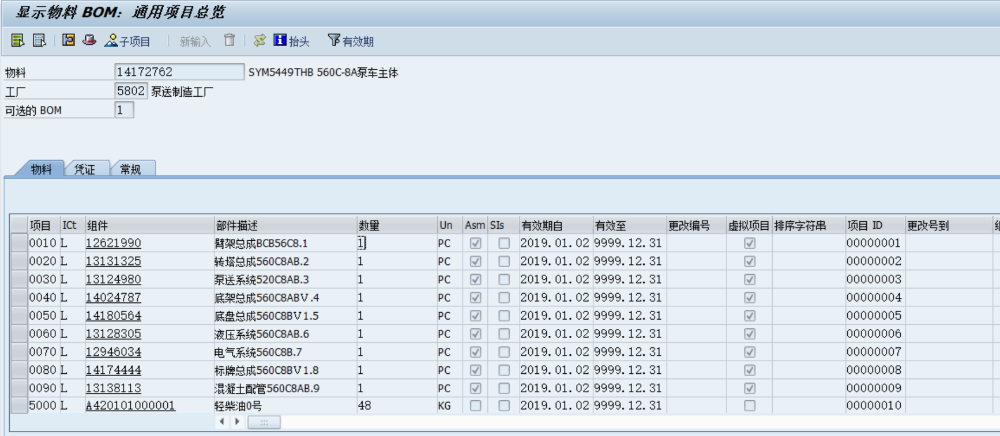 显示物料 BOM: 通用项目总览
子项目 新输入 抬头 有效期
物料 14172762 SYM5449THB 560C-8A泵车主体
工厂 5802 泵送制造工厂
可选的 BOM 1
物料 凭证 常规
项目 ICt 组件 部件描述 数量 Un Asm SIs 有效期自 有效至 更改编号 虚拟项目 排序字符串 项目 ID 更改号到
0010 L 12621990 臂架总成BCB56C8.1 1 PC 2019.01.02 9999.12.31 00000001
0020 L 13131325 转塔总成560C8AB.2 1 PC 2019.01.02 9999.12.31 00000002
0030 L 13124980 泵送系统520C8AB.3 1 PC 2019.01.02 9999.12.31 00000003
0040 L 14024787 底架总成560C8ABV.4 1 PC 2019.01.02 9999.12.31 00000004
0050 L 14180564 底盘总成560C8BV1.5 1 PC 2019.01.02 9999.12.31 00000005
0060 L 13128305 液压系统560C8AB.6 1 PC 2019.01.02 9999.12.31 00000006
0070 L 12946034 电气系统560C8B.7 1 PC 2019.01.02 9999.12.31 00000007
0080 L 14174444 标牌总成560C8BV1.8 1 PC 2019.01.02 9999.12.31 00000008
0090 L 13138113 混凝土配管560C8AB.9 1 PC 2019.01.02 9999.12.31 00000009
5000 L A420101000001 轻柴油0号 48 KG 2019.01.02 9999.12.31 00000010